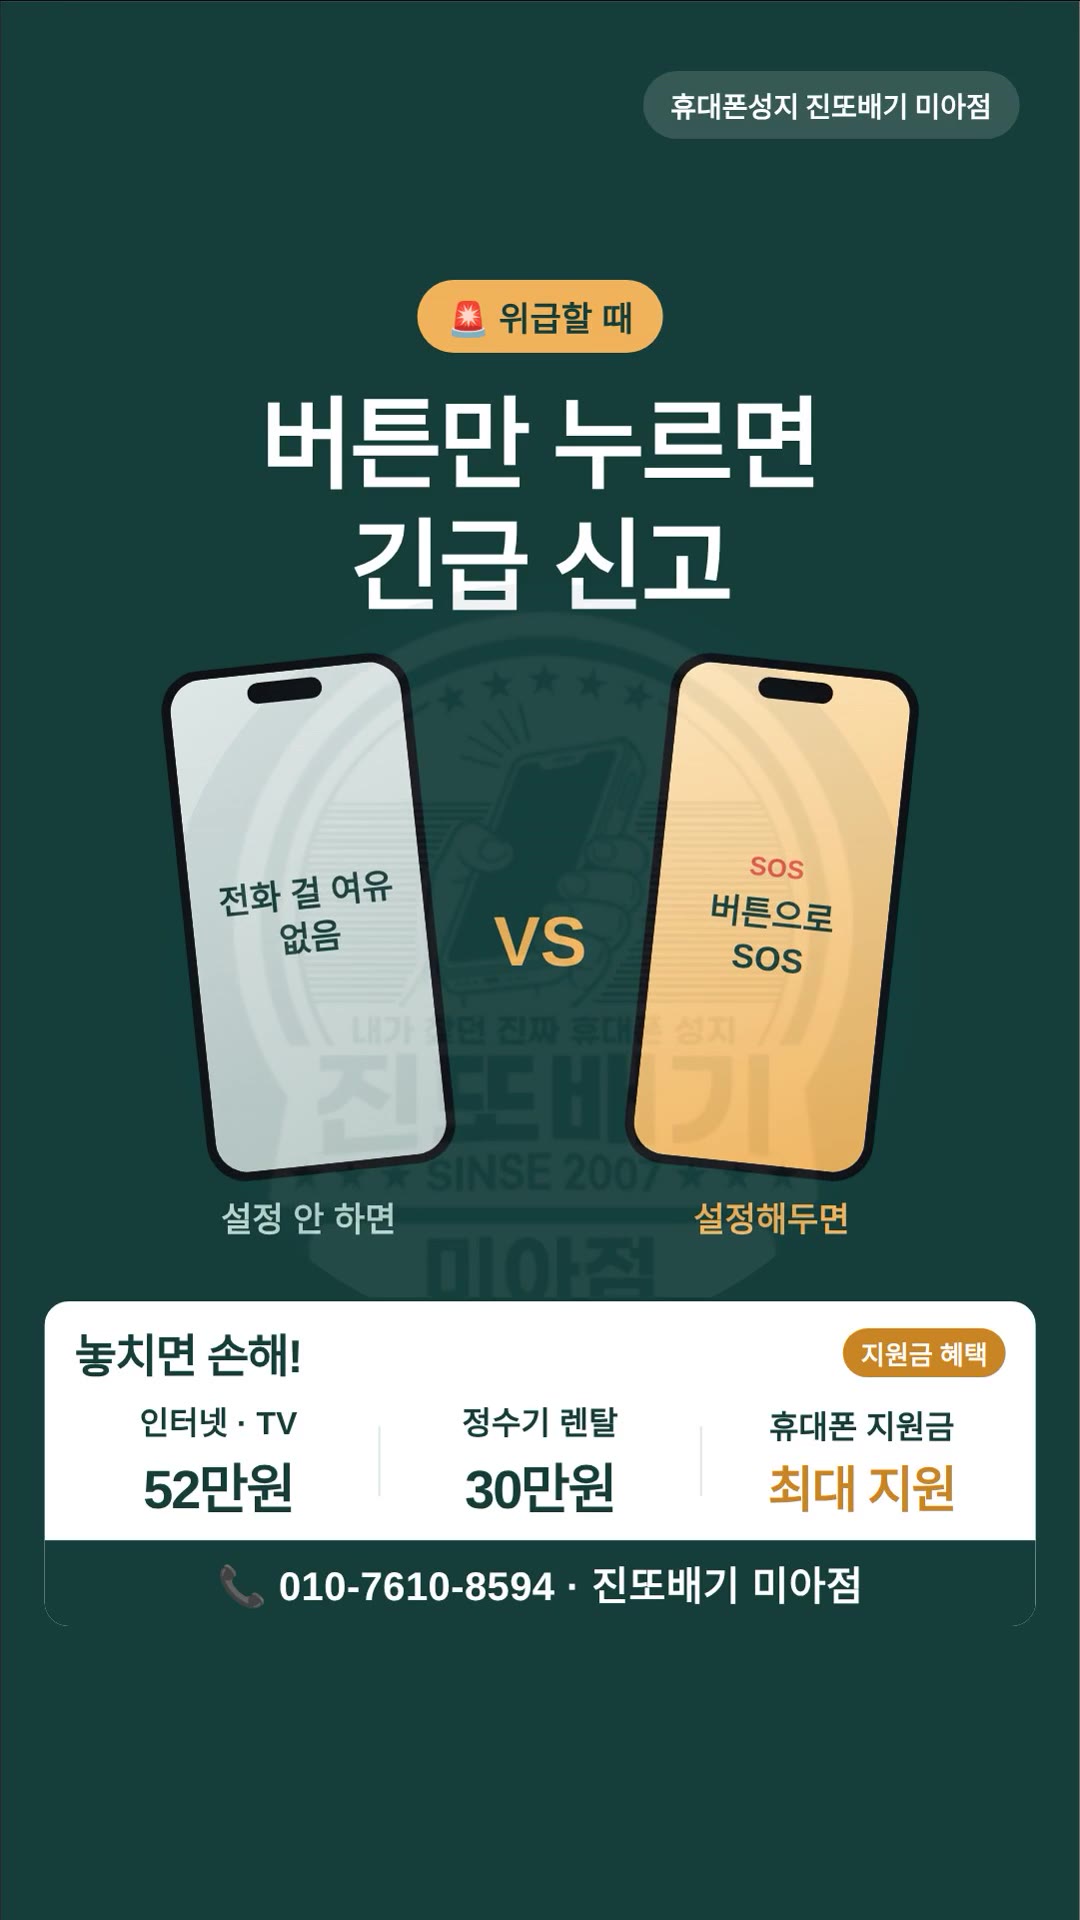 휴대폰성지 진또배기 미아점
🚨 위급할 때
버튼만 누르면
긴급 신고
전화 걸 여유
없음
VS
SOS
버튼으로
SOS
내가 찾던 진짜 휴대폰 성지
진또배기
SINSE 2007
설정 안 하면
설정해두면
미아점
놓치면 손해!
지원금 혜택
인터넷 · TV
52만원
정수기 렌탈
30만원
휴대폰 지원금
최대 지원
📞 010-7610-8594 · 진또배기 미아점